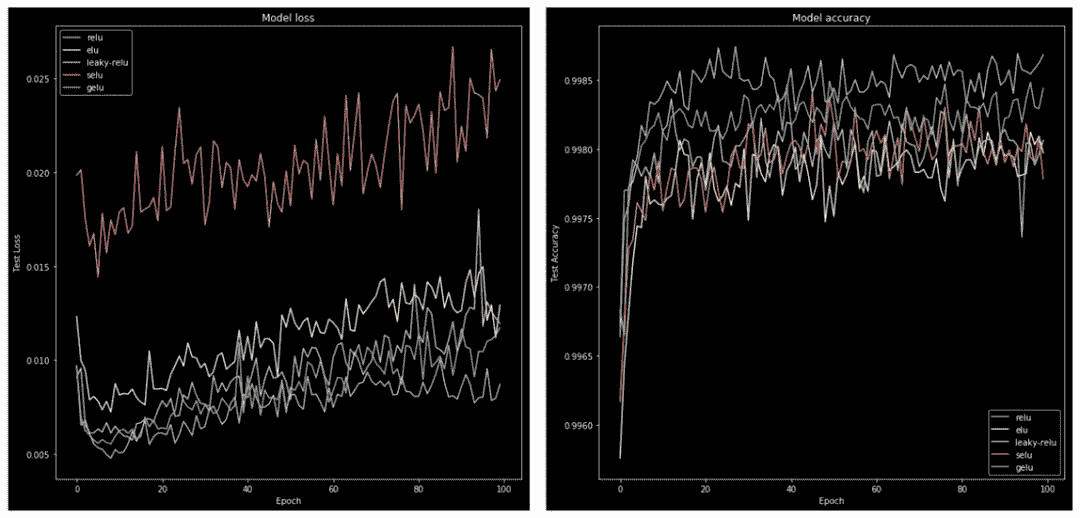 Model loss
relu
elu
leaky-relu
selu
gelu
0.025
0.020
0.015
0.010
0.005
Test Loss
0
20
40
60
80
100
Epoch
Model accuracy
0.9985
0.9980
0.9975
0.9970
0.9965
0.9960
Test Accuracy
0
20
40
60
80
100
Epoch
relu
elu
leaky-relu
selu
gelu